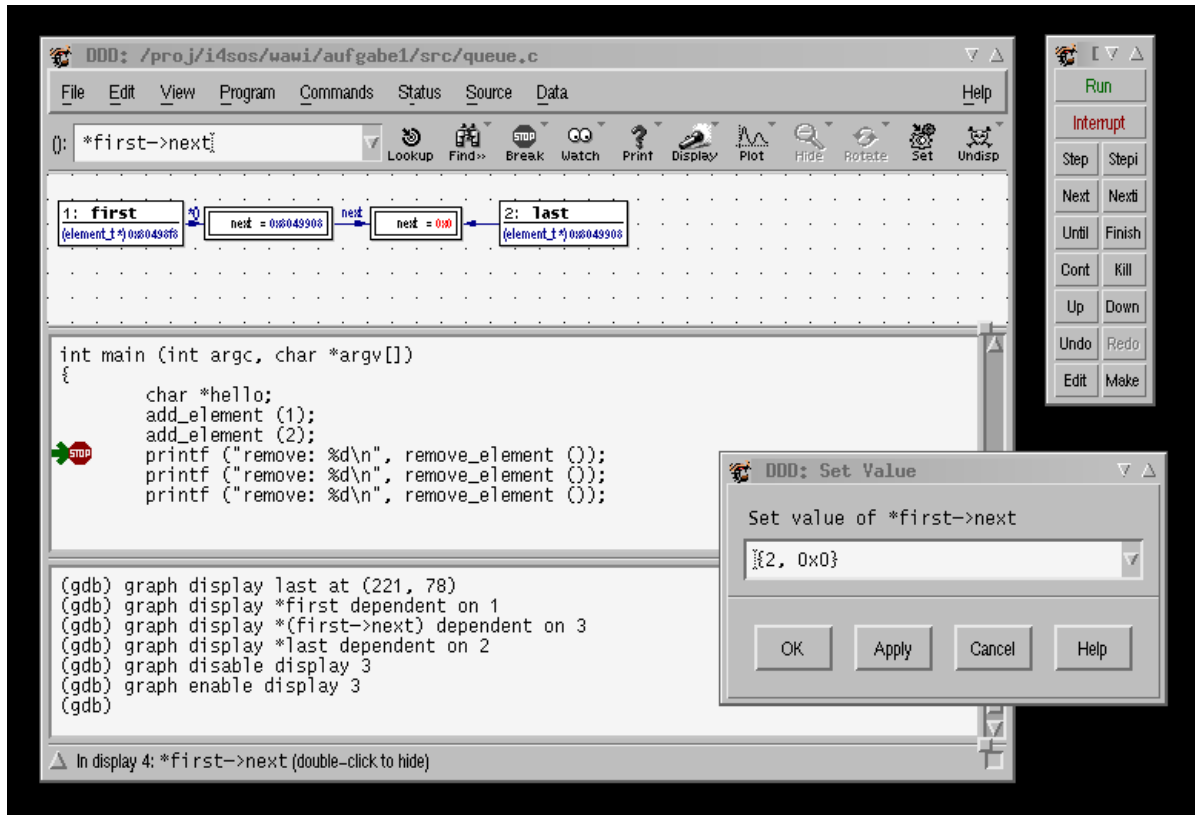 DDD: /proj/i4sos/wawi/aufgabe1/src/queue.c
File Edit View Program Commands Status Source Data Help
(): *first->next
Lookup Find» Break Watch Print Display Plot Hide Rotate Set Undisp
1: first
(element_t *) 0x80498f8
*()
next = 0x8049908
next
next = 0x0
2: last
(element_t *) 0x8049908
int main (int argc, char *argv[])
{
char *hello;
add_element (1);
add_element (2);
STOP printf ("remove: %d\n", remove_element ());
printf ("remove: %d\n", remove_element ());
printf ("remove: %d\n", remove_element ());
(gdb) graph display last at (221, 78)
(gdb) graph display *first dependent on 1
(gdb) graph display *(first->next) dependent on 3
(gdb) graph display *last dependent on 2
(gdb) graph disable display 3
(gdb) graph enable display 3
(gdb)
In display 4: *first->next (double-click to hide)
Run
Interrupt
Step Stepi
Next Nexti
Until Finish
Cont Kill
Up Down
Undo Redo
Edit Make
DDD: Set Value
Set value of *first->next
{2, 0x0}
OK Apply Cancel Help